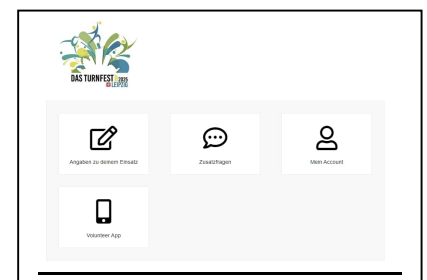 DAS TURNFEST 2025
LEIPZIG
Angaben zu deinem Einsatz
Zusatzfragen
Mein Account
Volunteer App